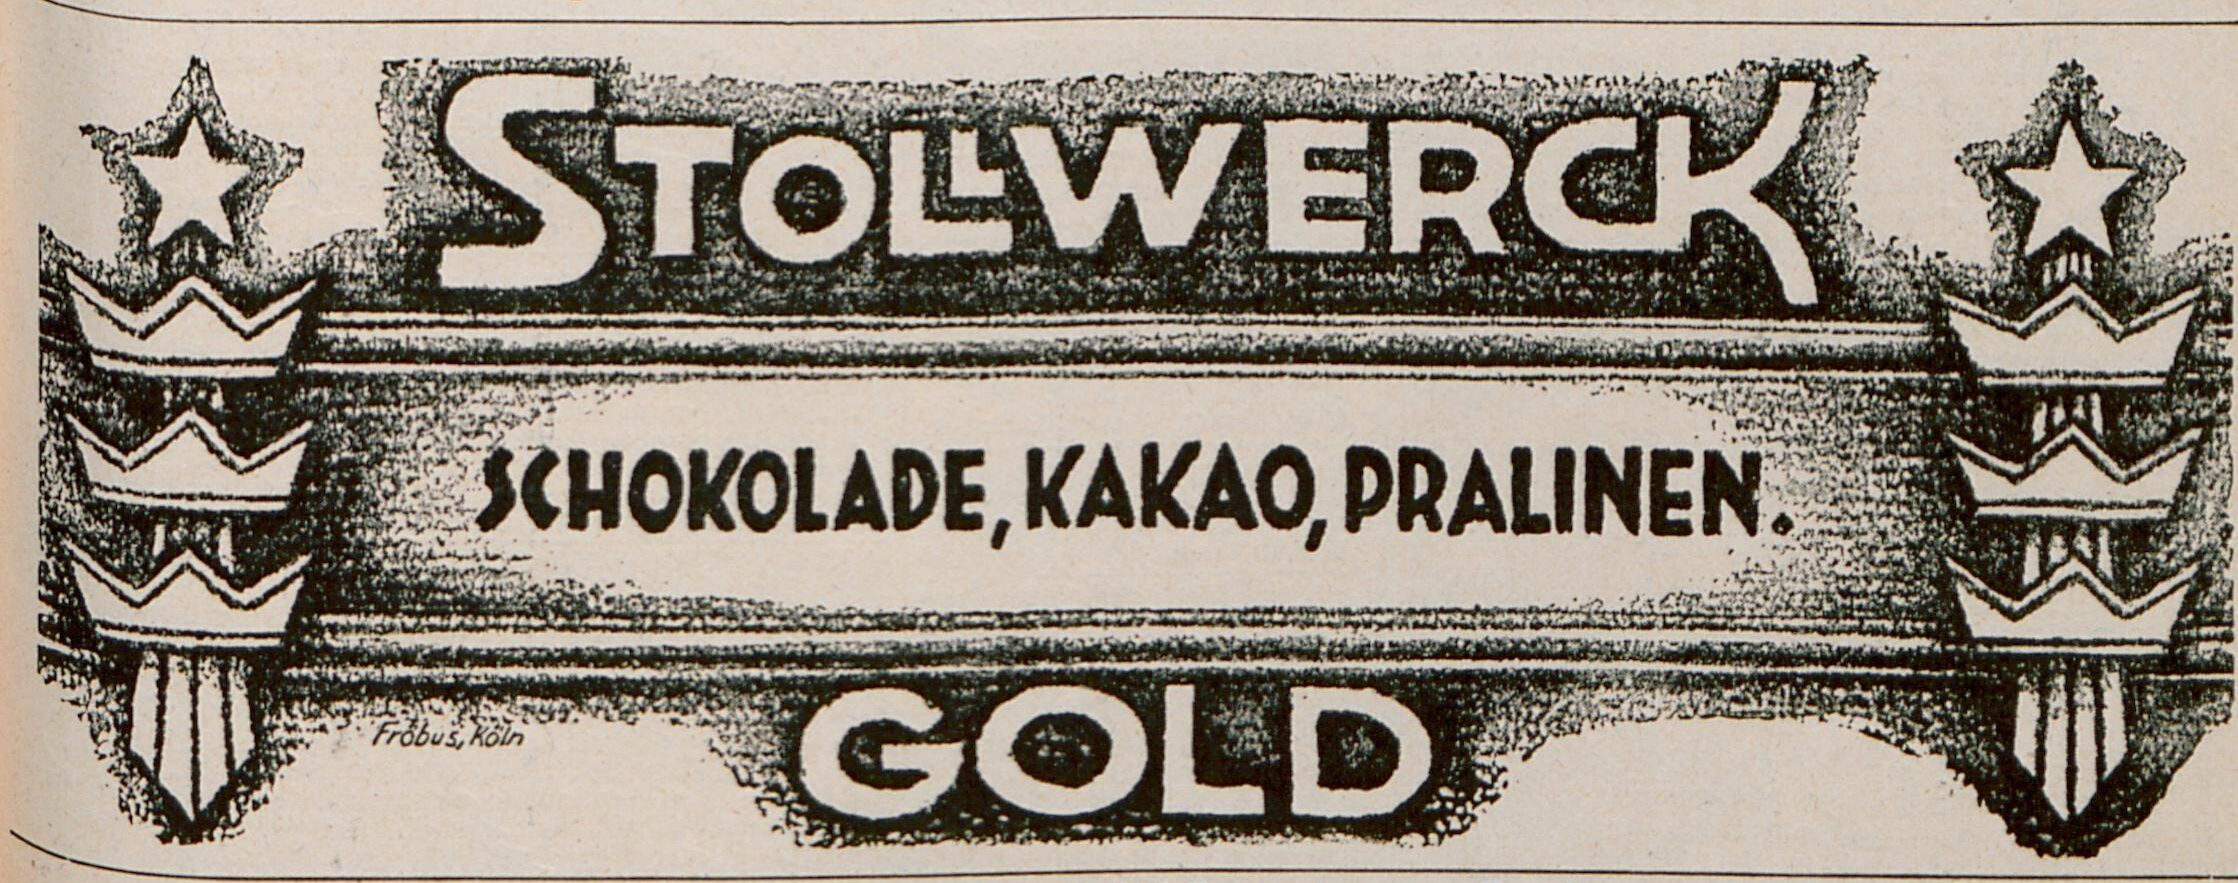 STOLLWERCK
SCHOKOLADE, KAKAO, PRALINEN.
GOLD
Fröbus, Köln